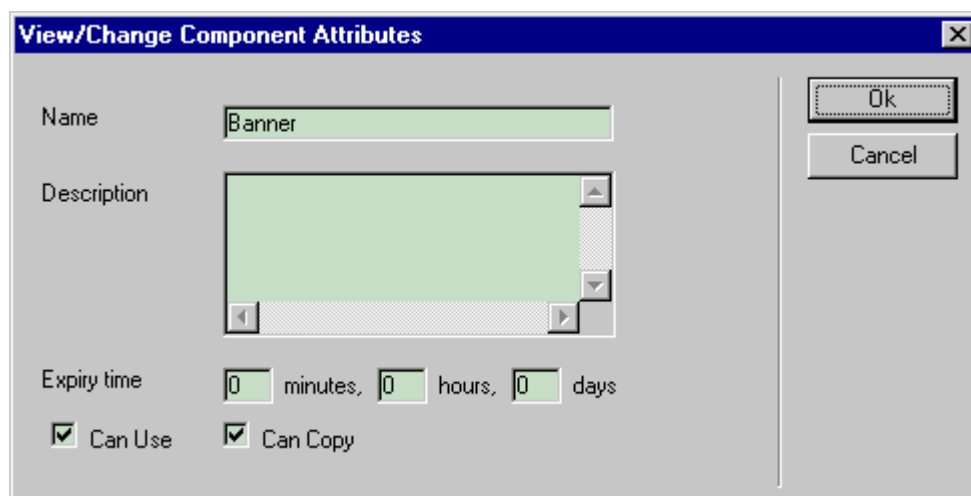 View/Change Component Attributes
Name Banner Ok
Cancel
Description
Expiry time 0 minutes, 0 hours, 0 days
Can Use Can Copy